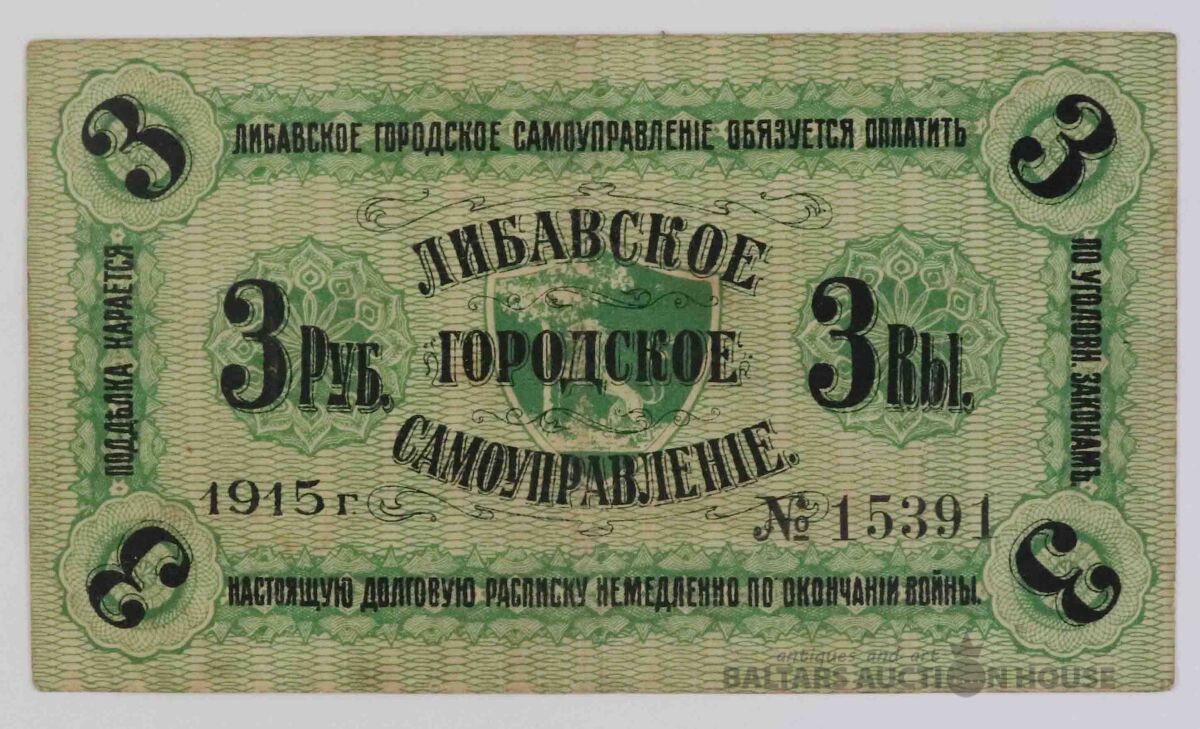 3
3
ЛИБАВСКОЕ ГОРОДСКОЕ САМОУПРАВЛЕНІЕ ОБЯЗУЕТСЯ ОПЛАТИТЬ
ЛИБАВСКОЕ
ГОРОДСКОЕ
САМОУПРАВЛЕНІЕ.
3 РУБ.
3 RЫ.
ПОДДѢЛКА КАРАЕТСЯ
ПО УГОЛОВН. ЗАКОНАМЪ.
1915 г.
№ 15391
НАСТОЯЩУЮ ДОЛГОВУЮ РАСПИСКУ НЕМЕДЛЕННО ПО ОКОНЧАНІИ ВОЙНЫ.
3
3
antiques and art
BALTARS AUCTION HOUSE